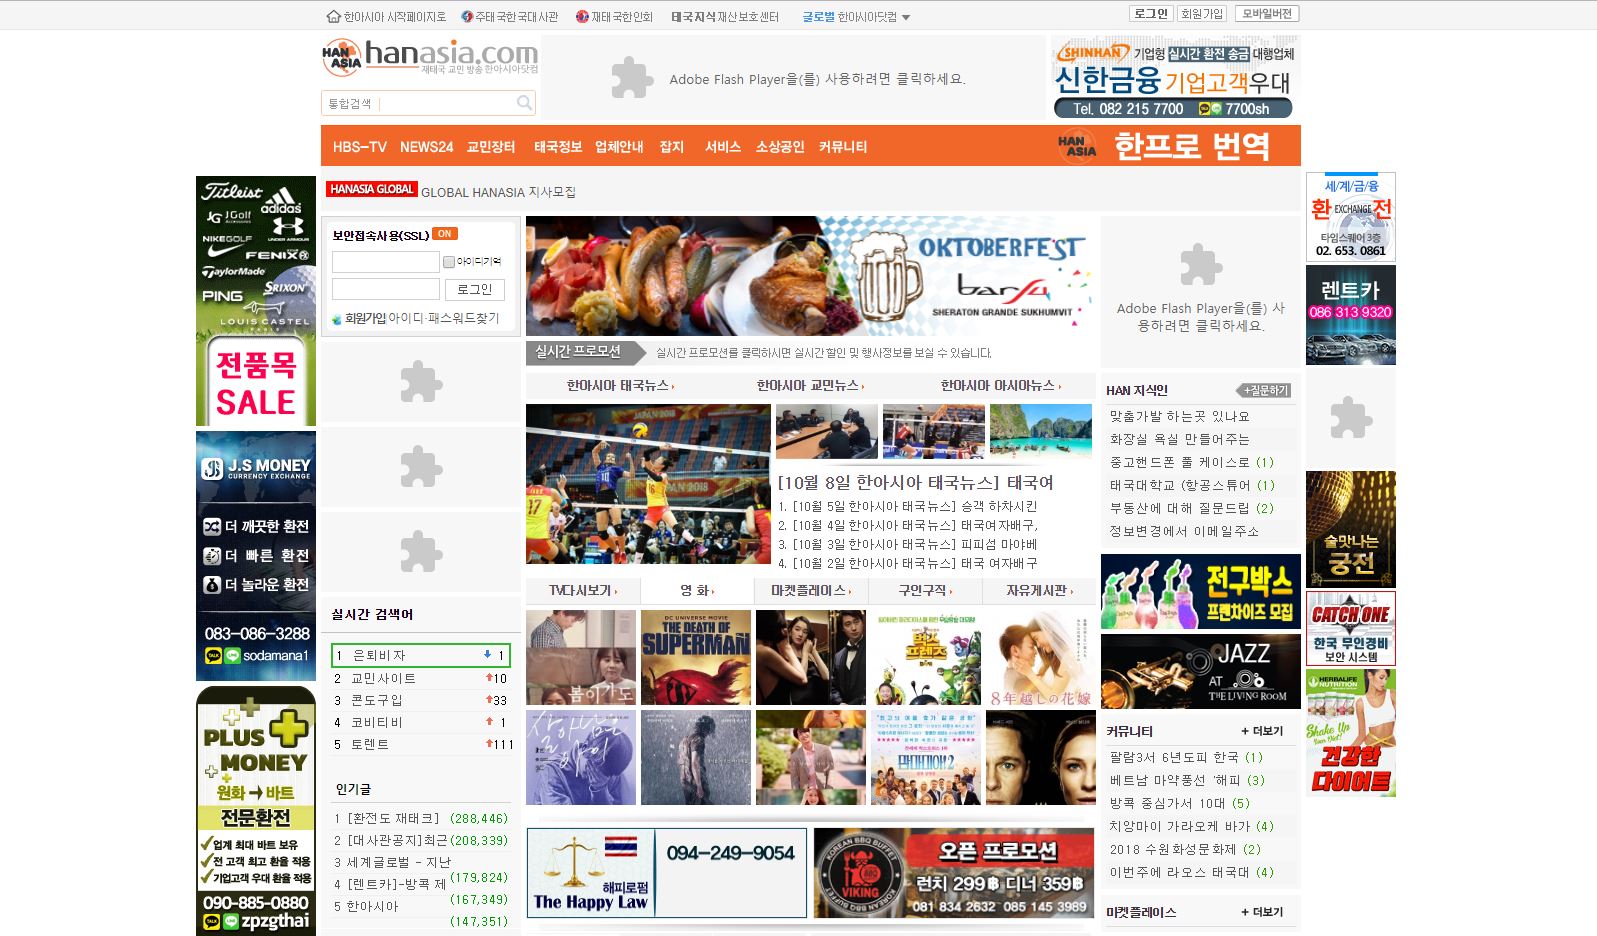 한아시아 시작페이지로
주태국한국대사관
재태국한인회
태국지식재산보호센터
글로벌 한아시아닷컴
로그인
회원가입
모바일버전
HAN ASIA
hanasia.com
재태국 교민 방송 한아시아닷컴
통합검색
Adobe Flash Player을(를) 사용하려면 클릭하세요.
SHINHAN 기업형 실시간 환전 송금 대행업체
신한금융 기업고객우대
Tel. 082 215 7700 7700sh
HBS-TV NEWS24 교민장터 태국정보 업체안내 잡지 서비스 소상공인 커뮤니티
HAN ASIA 한프로 번역
HANASIA GLOBAL GLOBAL HANASIA 지사모집
Titleist
adidas
JGolf
UNDER ARMOUR
NIKEGOLF
FENIX
TaylorMade
SRIXON
PING
LOUIS CASTEL
전품목
SALE
J.S MONEY
CURRENCY EXCHANGE
더 깨끗한 환전
더 빠른 환전
더 놀라운 환전
083-086-3288
sodamana1
PLUS
MONEY
원화 → 바트
전문환전
업계 최대 바트 보유
전 고객 최고 환율 적용
기업고객 우대 환율 적용
090-885-0880
zpzgthai
보안접속사용(SSL) ON
아이디기억
로그인
회원가입 아이디·패스워드찾기
실시간 검색어
1 은퇴비자 1
2 교민사이트 10
3 콘도구입 33
4 코비티비 1
5 토렌트 111
인기글
1 [환전도 재태크] (288,446)
2 [대사관공지]최근 (208,339)
3 세계글로벌 - 지난 (179,824)
4 [렌트카]-방콕 제 (167,349)
5 한아시아 (147,351)
OKTOBERFEST
bar su
SHERATON GRANDE SUKHUMVIT
실시간 프로모션 실시간 프로모션를 클릭하시면 실시간 할인 및 행사정보를 보실 수 있습니다.
한아시아 태국뉴스
한아시아 교민뉴스
한아시아 아시아뉴스
JAPAN 2018
17
16
[10월 8일 한아시아 태국뉴스] 태국여
1. [10월 5일 한아시아 태국뉴스] 승객 하차시킨
2. [10월 4일 한아시아 태국뉴스] 태국여자배구,
3. [10월 3일 한아시아 태국뉴스] 피피섬 마야베
4. [10월 2일 한아시아 태국뉴스] 태국 여자배구
TV다시보기
영 화
마켓플레이스
구인구직
자유게시판
봄이가도
DC UNIVERSE MOVIE
THE DEATH OF
SUPERMAN
벅스프렌즈
8年越しの花嫁
맘마미아!2
해피로펌
The Happy Law
094-249-9054
KOREAN BBQ BUFFET
VIKING
오픈 프로모션
런치 299฿ 디너 359฿
081 834 2632 085 145 3989
Adobe Flash Player을(를) 사
용하려면 클릭하세요.
HAN 지식인 +질문하기
맞춤가발 하는곳 있나요
화장실 욕실 만들어주는
중고핸드폰 풀 케이스로 (1)
태국대학교 (항공스튜어 (1)
부동산에 대해 질문드립 (2)
정보변경에서 이메일주소
전구박스
프랜차이즈 모집
JAZZ
AT
THE LIVING ROOM
커뮤니티 + 더보기
팔람3서 6년도피 한국 (1)
베트남 마약풍선 '해피 (3)
방콕 중심가서 10대 (5)
치앙마이 가라오케 바가 (4)
2018 수원화성문화제 (2)
이번주에 라오스 태국대 (4)
마켓플레이스 + 더보기
세/계/금/융
환 EXCHANGE 전
타임스퀘어 3층
02. 653. 0861
렌트카
086 313 9320
술맛나는
궁전
CATCH ONE
한국 무인경비
보안 시스템
HERBALIFE
NUTRITION
Shake Up
Your Diet!
건강한
다이어트